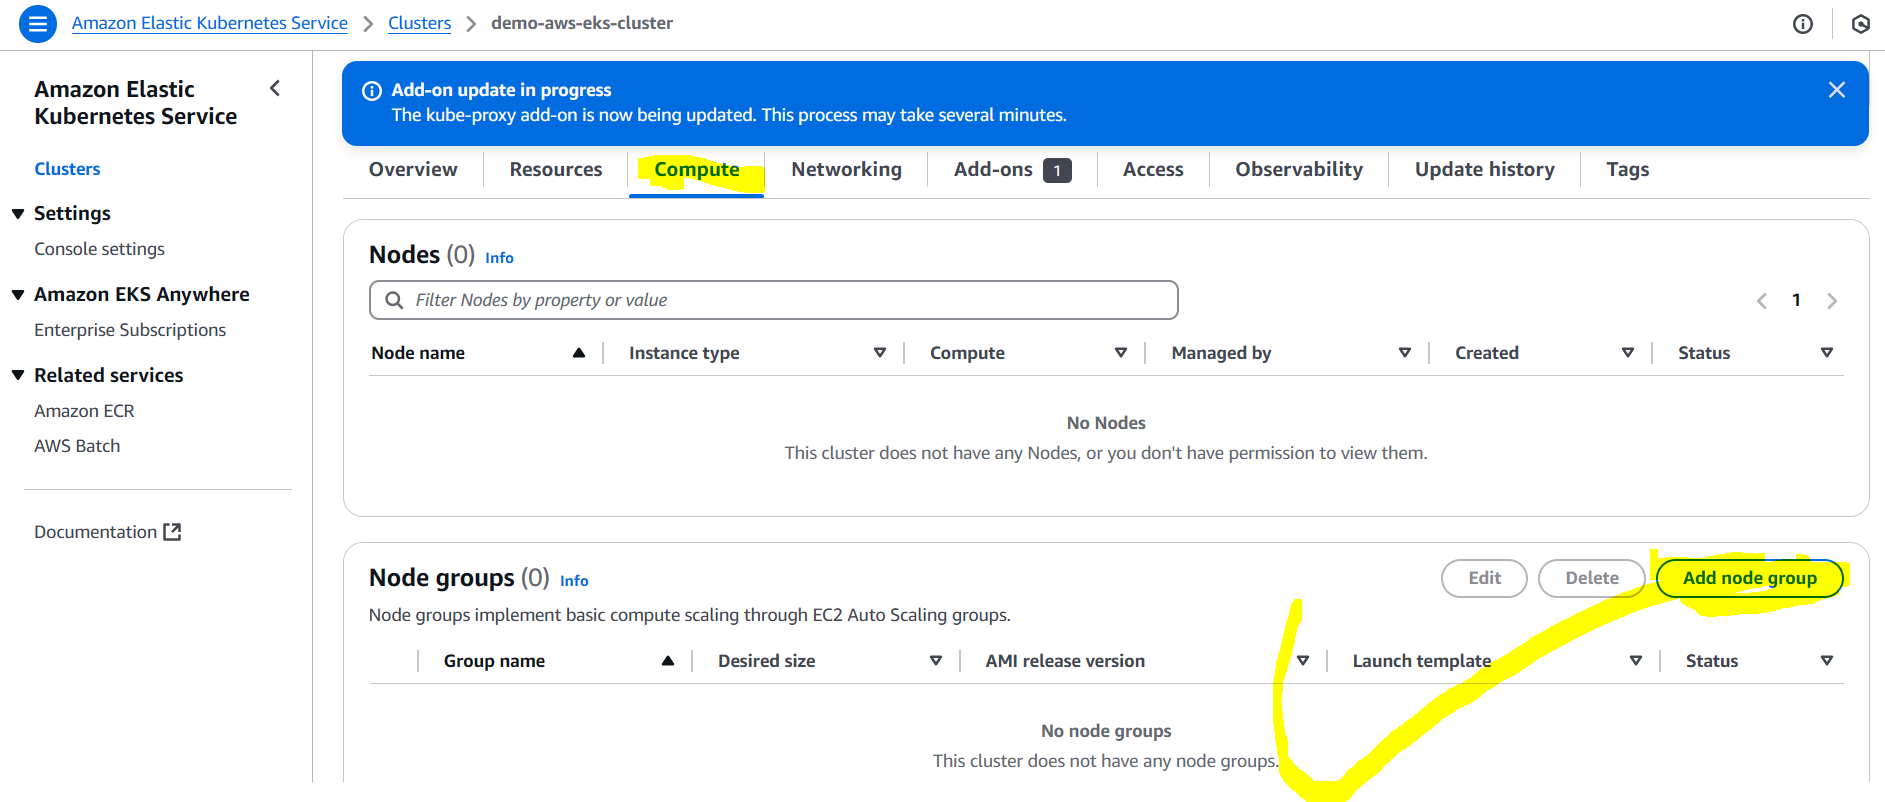 Amazon Elastic Kubernetes Service > Clusters > demo-aws-eks-cluster
Amazon Elastic Kubernetes Service
Clusters
Settings
Console settings
Amazon EKS Anywhere
Enterprise Subscriptions
Related services
Amazon ECR
AWS Batch
Documentation
Add-on update in progress
The kube-proxy add-on is now being updated. This process may take several minutes.
Overview Resources Compute Networking Add-ons 1 Access Observability Update history Tags
Nodes (0) Info
Filter Nodes by property or value
1
Node name Instance type Compute Managed by Created Status
No Nodes
This cluster does not have any Nodes, or you don't have permission to view them.
Node groups (0) Info
Edit Delete Add node group
Node groups implement basic compute scaling through EC2 Auto Scaling groups.
Group name Desired size AMI release version Launch template Status
No node groups
This cluster does not have any node groups.